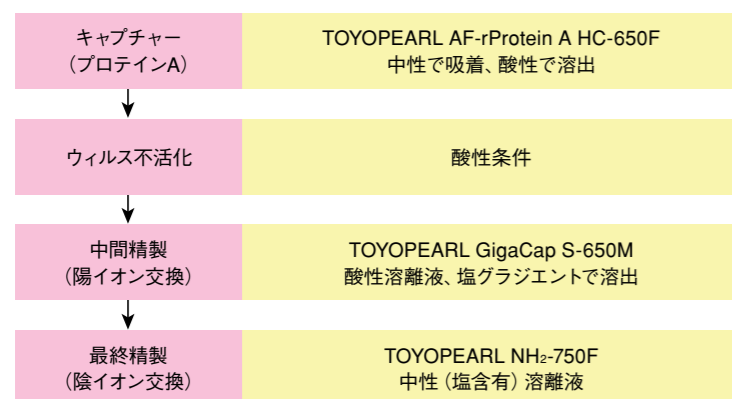 キャプチャー
（プロテインA）
TOYOPEARL AF-rProtein A HC-650F
中性で吸着、酸性で溶出
ウィルス不活化
酸性条件
中間精製
（陽イオン交換）
TOYOPEARL GigaCap S-650M
酸性溶離液、塩グラジエントで溶出
最終精製
（陰イオン交換）
TOYOPEARL NH₂-750F
中性（塩含有）溶離液